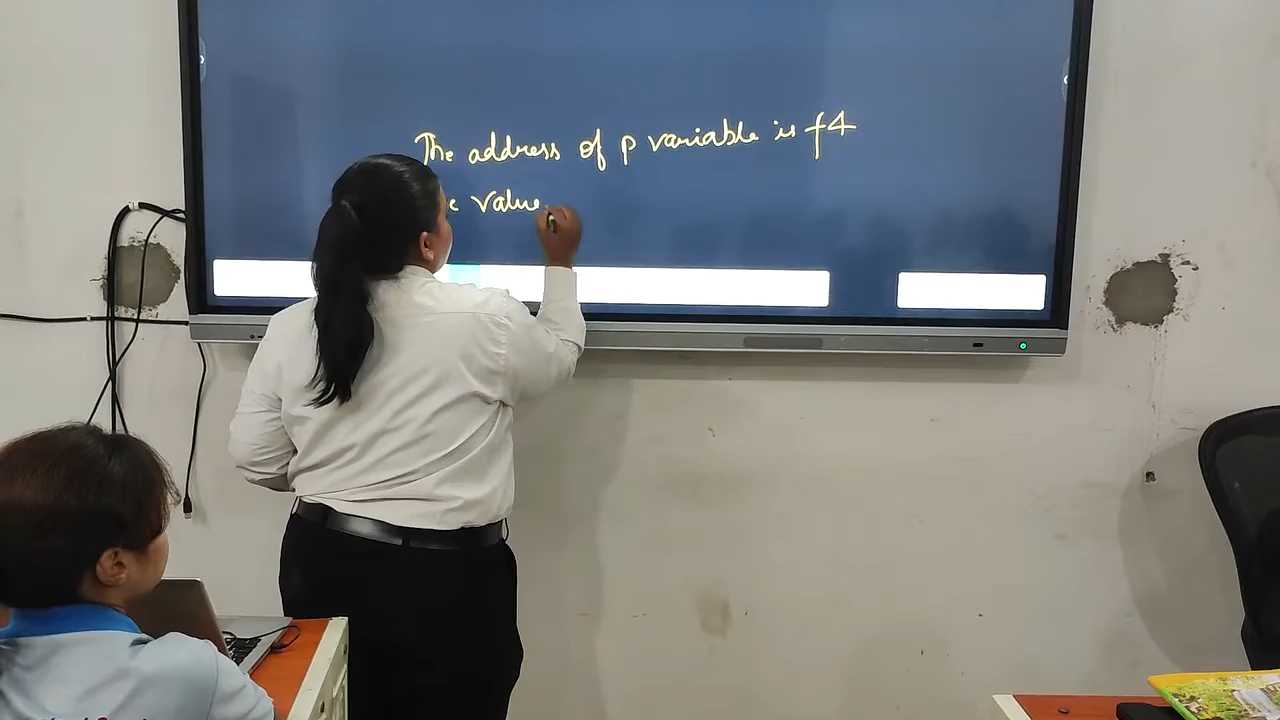 The address of p variable is f4
value